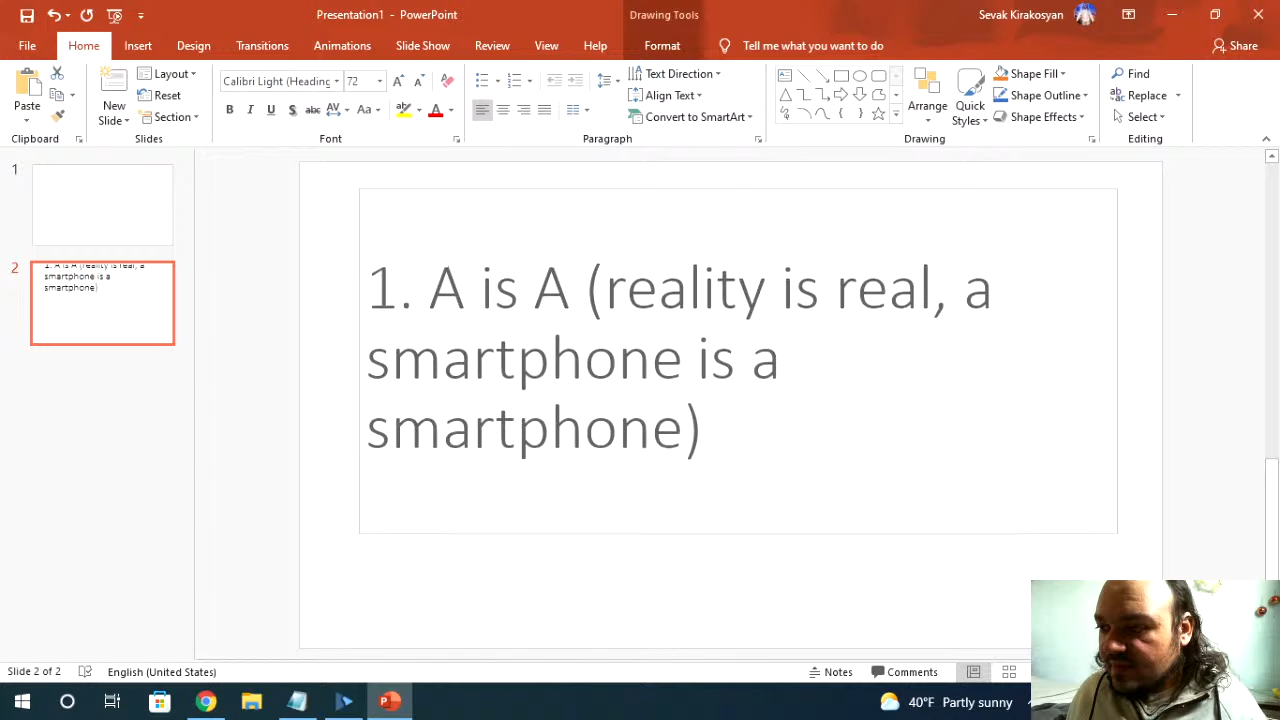 Presentation1 - PowerPoint
Drawing Tools
Sevak Kirakosyan
File
Home
Insert
Design
Transitions
Animations
Slide Show
Review
View
Help
Format
Tell me what you want to do
Share
Paste
Clipboard
New
Slide
Layout
Reset
Section
Slides
Calibri Light (Heading
72
Font
Text Direction
Align Text
Convert to SmartArt
Paragraph
Arrange
Quick
Styles
Shape Fill
Shape Outline
Shape Effects
Drawing
Find
Replace
Select
Editing
1
2
1. A is A (reality is real, a
smartphone is a
smartphone)
1. A is A (reality is real, a
smartphone is a
smartphone)
Slide 2 of 2
English (United States)
Notes
Comments
40°F Partly sunny